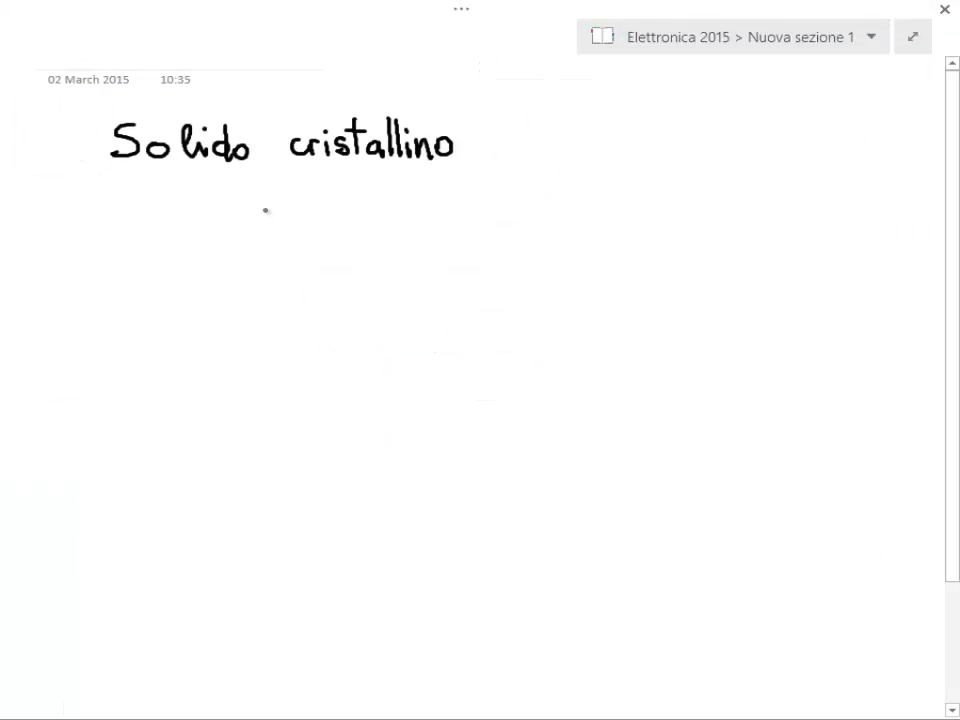 Elettronica 2015 > Nuova sezione 1
02 March 2015 10:35
Solido cristallino